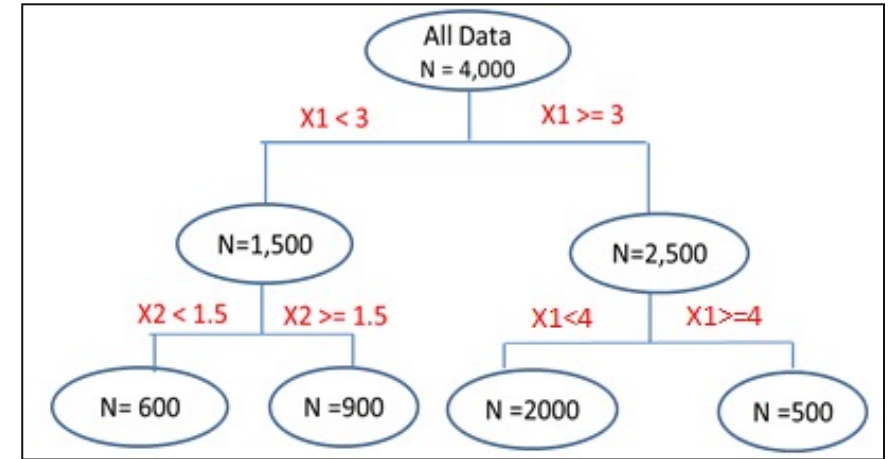 All Data
N = 4,000
X1 < 3
X1 >= 3
N=1,500
N=2,500
X2 < 1.5
X2 >= 1.5
X1<4
X1>=4
N= 600
N =900
N =2000
N =500